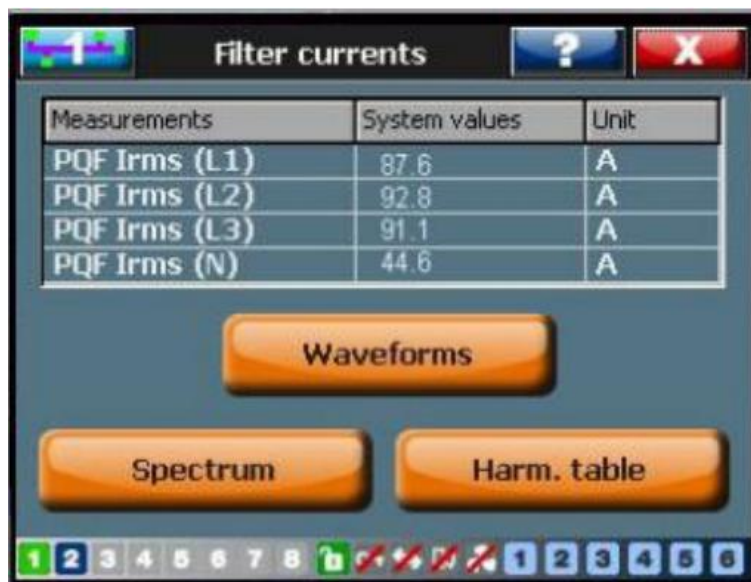 1 Filter currents ? X
Measurements System values Unit
PQF Irms (L1) 87.6 A
PQF Irms (L2) 92.8 A
PQF Irms (L3) 91.1 A
PQF Irms (N) 44.6 A
Waveforms
Spectrum Harm. table
1 2 3 4 5 6 7 8 1 2 3 4 5 6